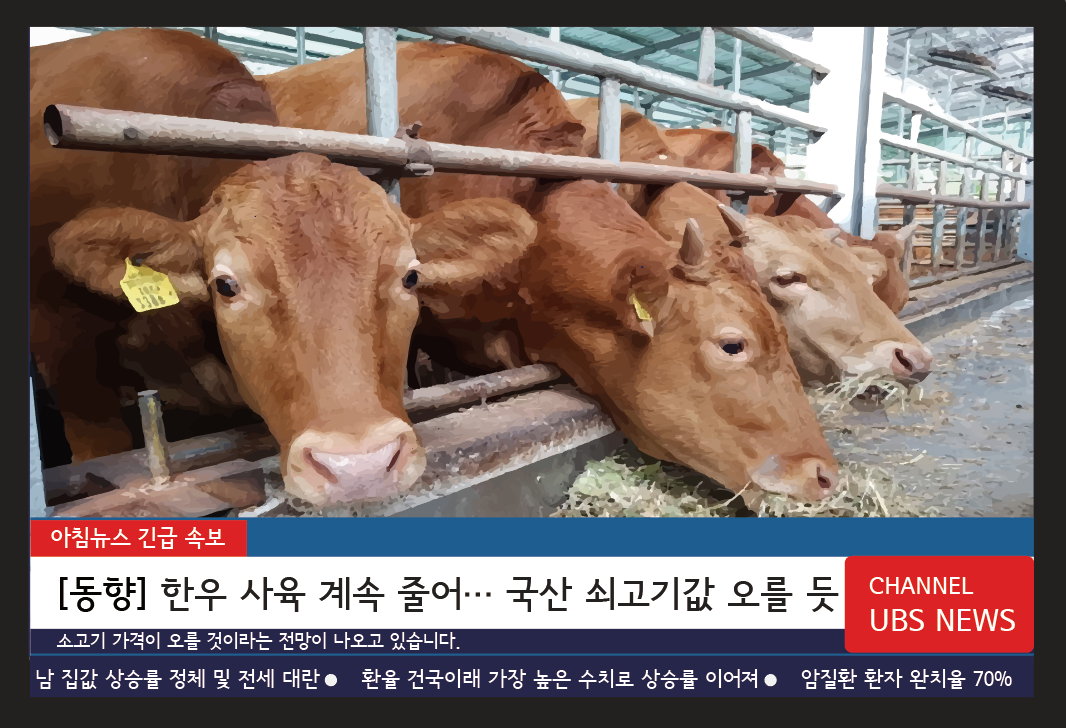 아침뉴스 긴급 속보
[동향] 한우 사육 계속 줄어… 국산 쇠고기값 오를 듯
CHANNEL
UBS NEWS
소고기 가격이 오를 것이라는 전망이 나오고 있습니다.
남 집값 상승률 정체 및 전세 대란● 환율 건국이래 가장 높은 수치로 상승률 이어져● 암질환 환자 완치율 70%